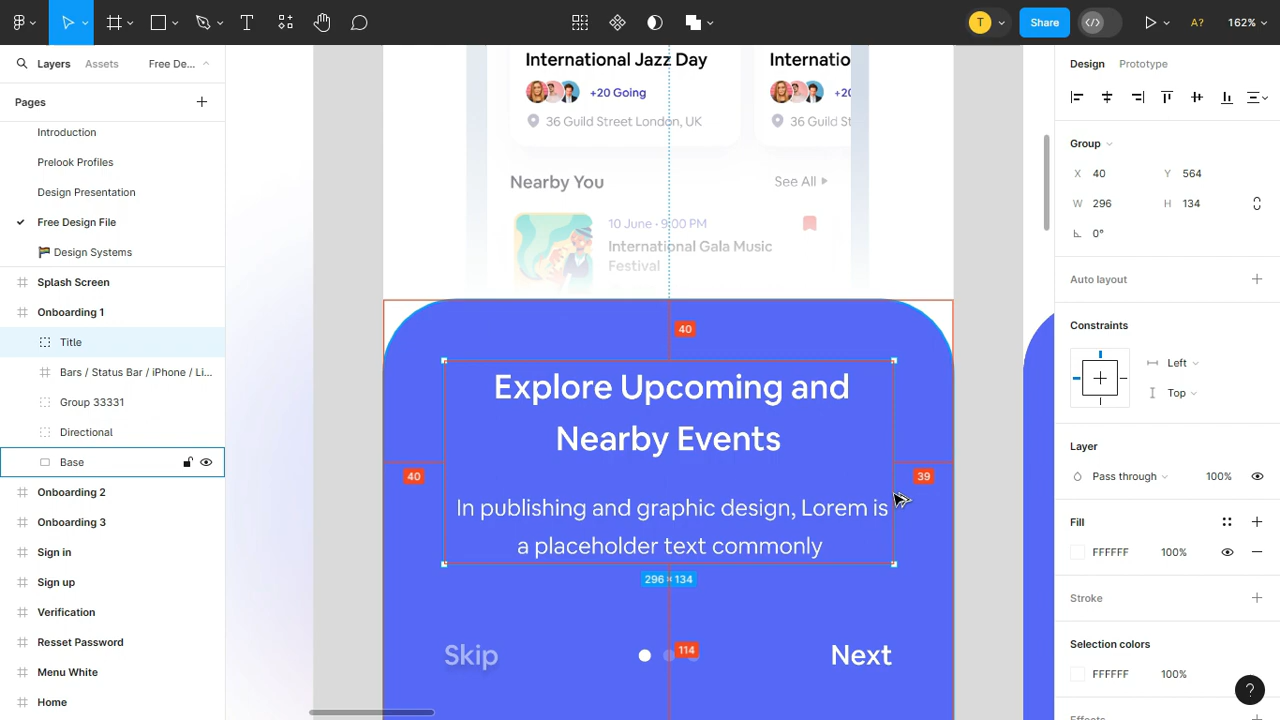 T
Share
A?
162%
Layers
Assets
Free De...
Pages
Introduction
Prelook Profiles
Design Presentation
Free Design File
Design Systems
Splash Screen
Onboarding 1
Title
Bars / Status Bar / iPhone / Li...
Group 33331
Directional
Base
Onboarding 2
Onboarding 3
Sign in
Sign up
Verification
Resset Password
Menu White
Home
International Jazz Day
+20 Going
36 Guild Street London, UK
Internatio
+20
36 Guild St
Nearby You
See All
10 June · 9:00 PM
International Gala Music
Festival
40
Explore Upcoming and
Nearby Events
40
39
In publishing and graphic design, Lorem is
a placeholder text commonly
296 × 134
114
Skip
Next
Design
Prototype
Group
X 40 Y 564
W 296 H 134
0°
Auto layout
Constraints
Left
Top
Layer
Pass through 100%
Fill
FFFFFF 100%
Stroke
Selection colors
FFFFFF 100%
Effects
?